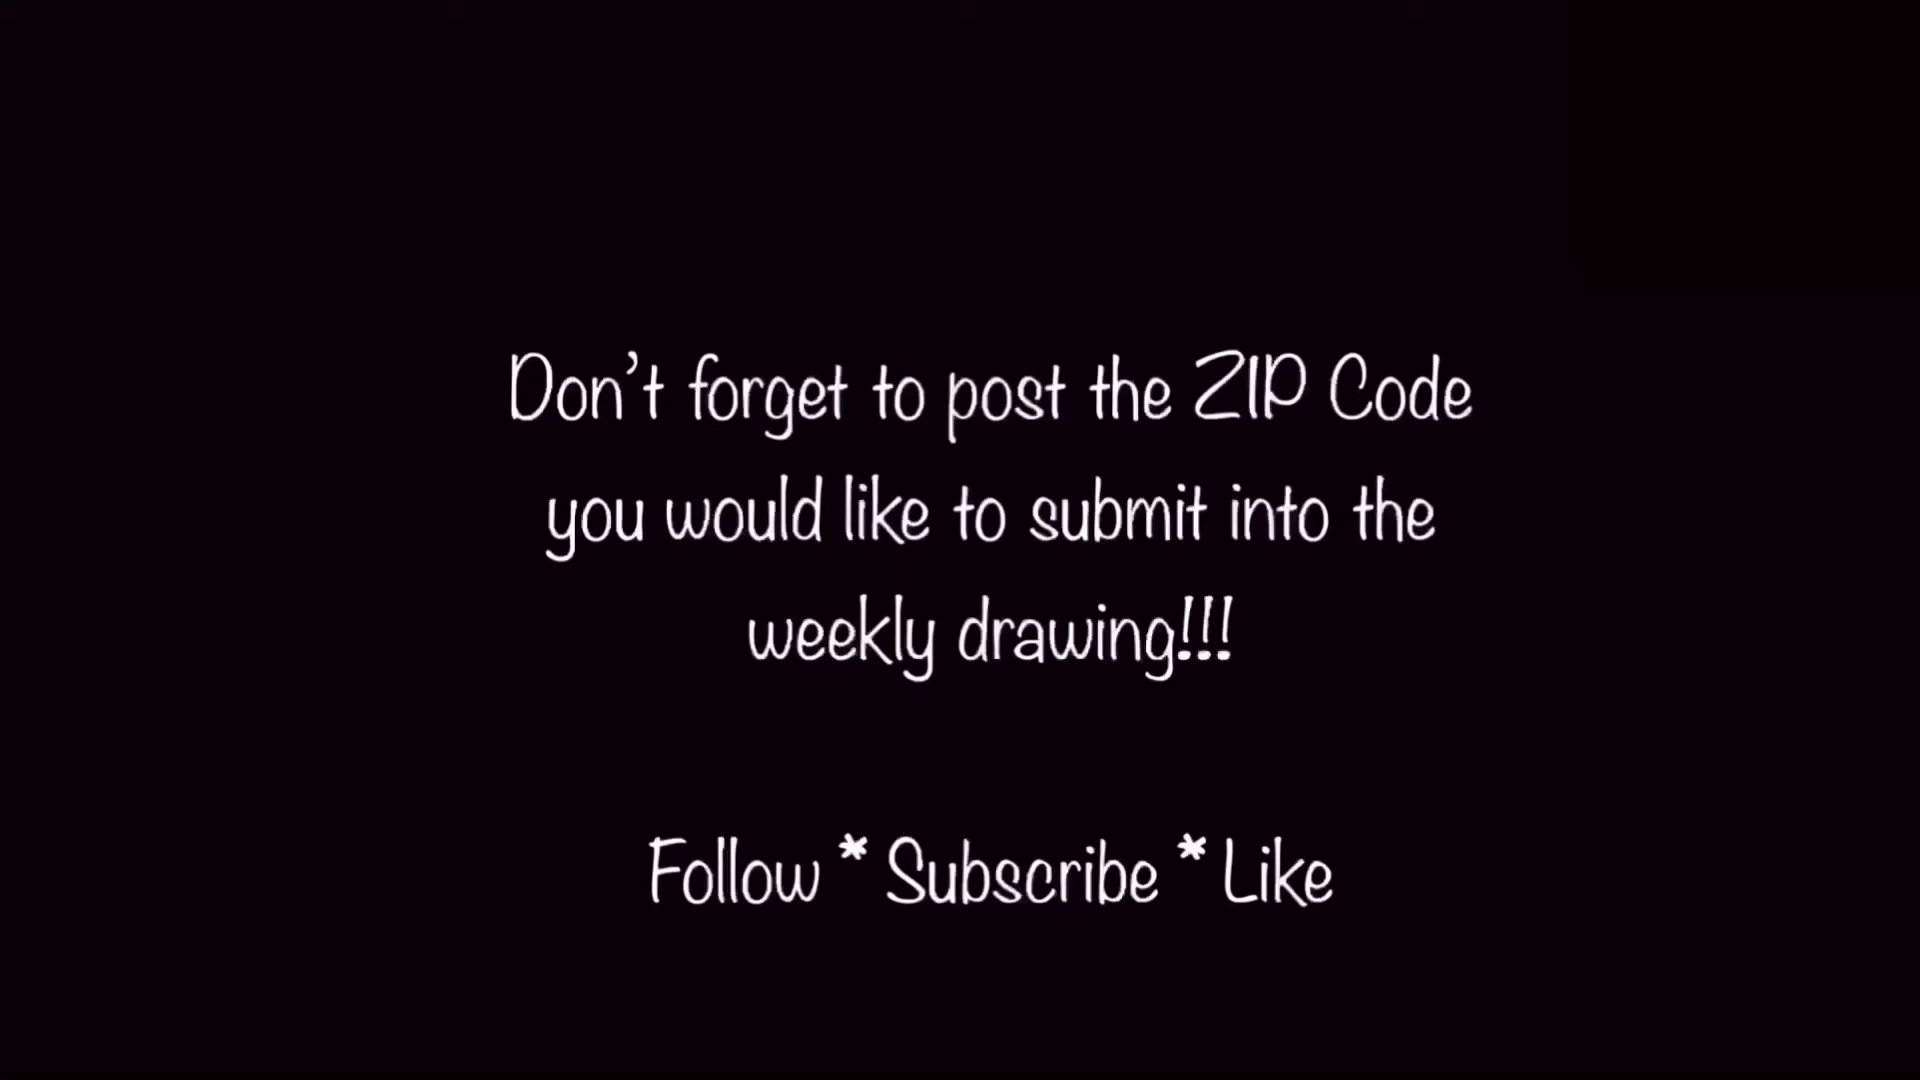 Don't forget to post the ZIP Code
you would like to submit into the
weekly drawing!!!
Follow * Subscribe * Like